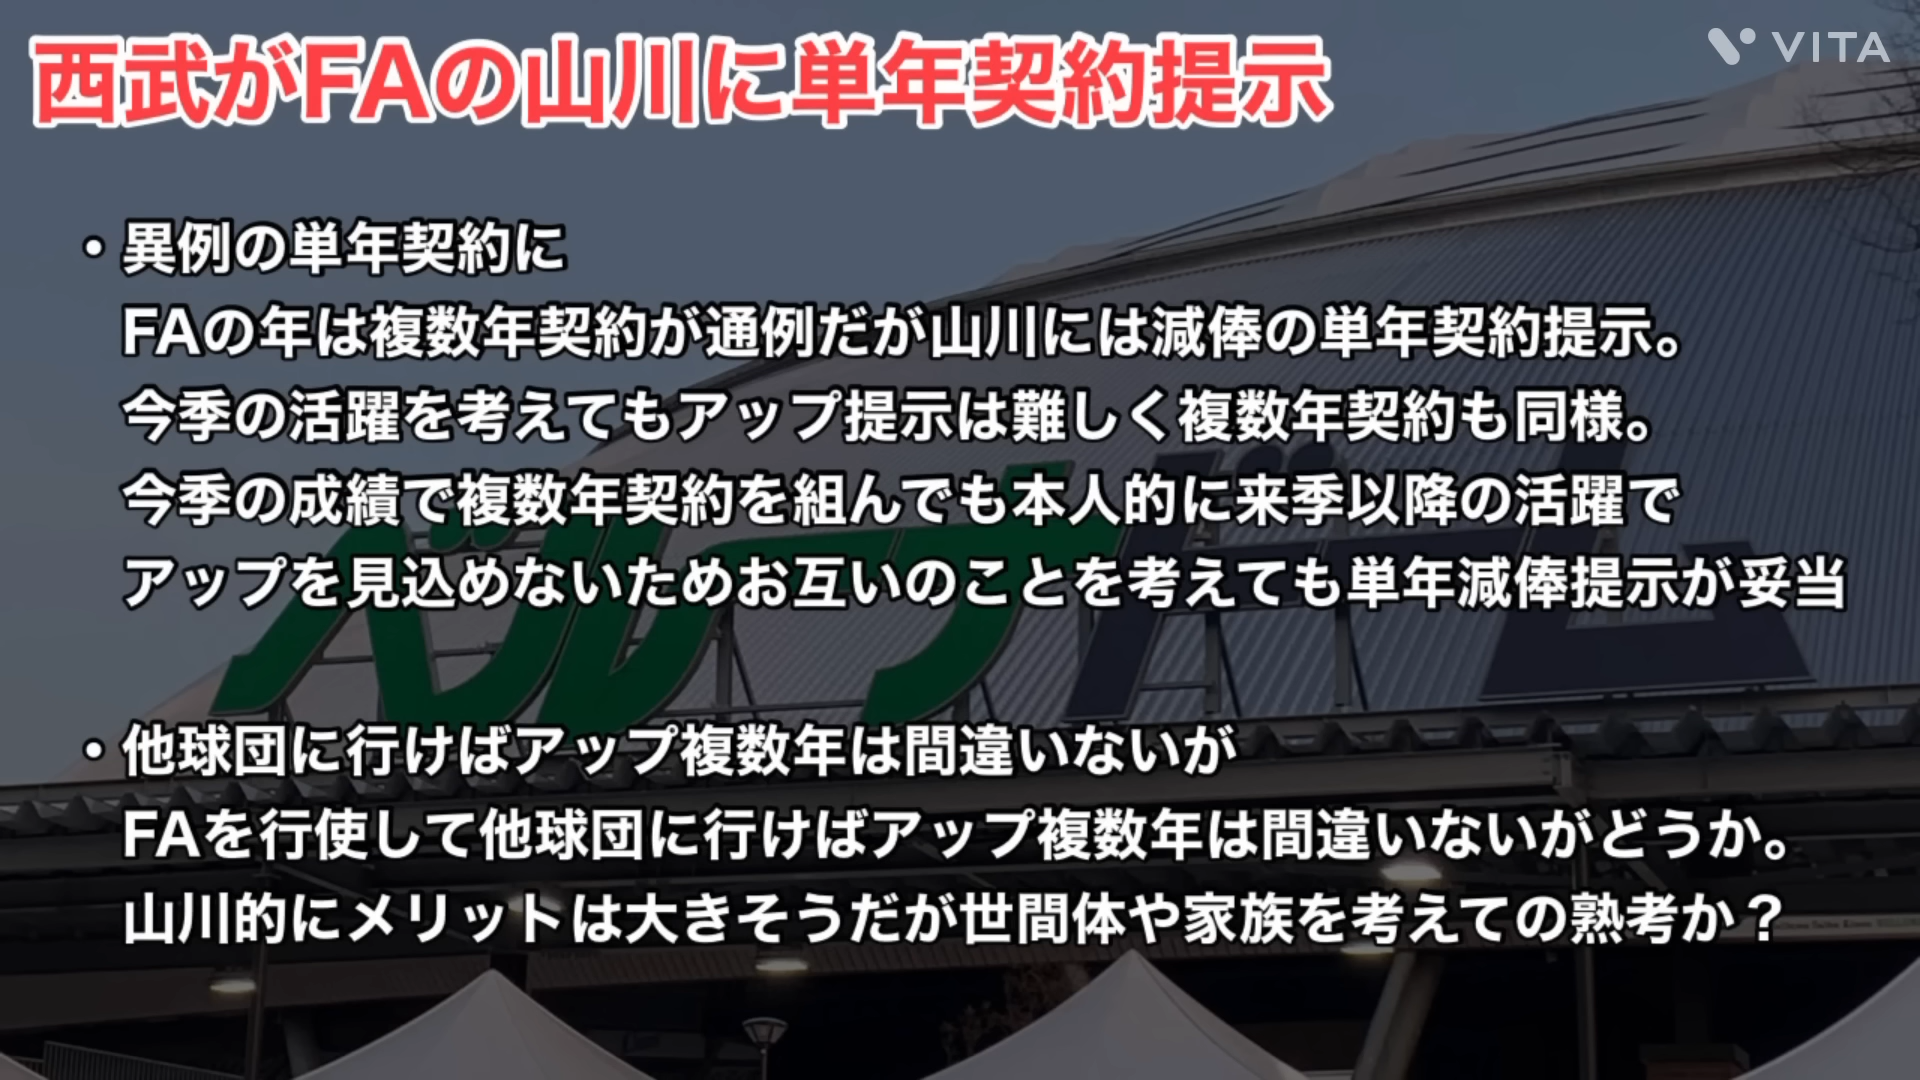 西武がFAの山川に単年契約提示
VITA
・異例の単年契約に
FAの年は複数年契約が通例だが山川には減俸の単年契約提示。
今季の活躍を考えてもアップ提示は難しく複数年契約も同様。
今季の成績で複数年契約を組んでも本人的に来季以降の活躍で
アップを見込めないためお互いのことを考えても単年減俸提示が妥当
ベルーナドーム
・他球団に行けばアップ複数年は間違いないが
FAを行使して他球団に行けばアップ複数年は間違いないがどうか。
山川的にメリットは大きそうだが世間体や家族を考えての熟考か？